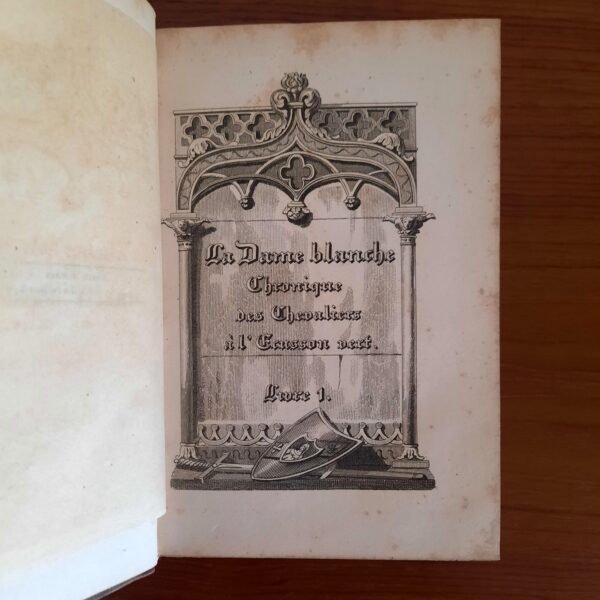 La Dame blanche
Chronique
des Chevaliers
à l'Ecusson vert.
Livre 1.